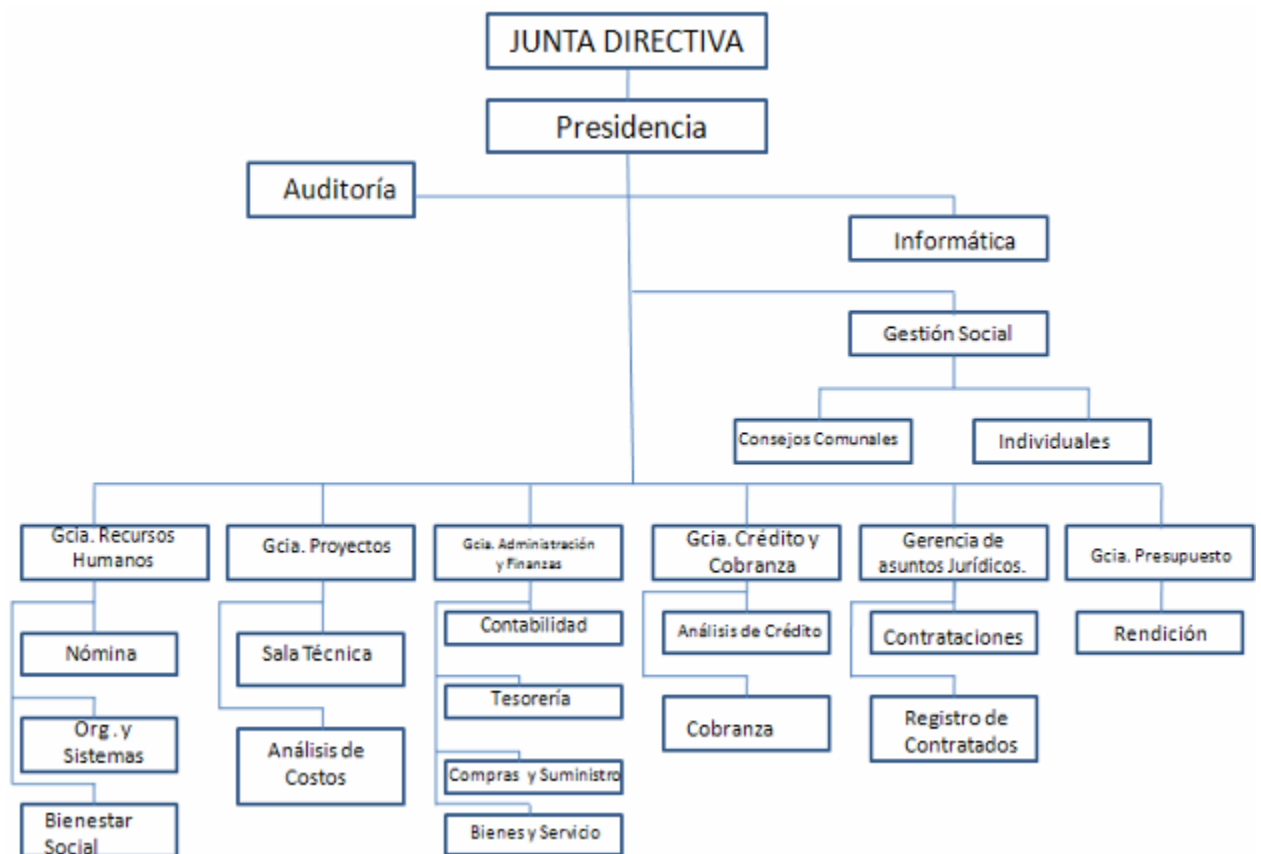 JUNTA DIRECTIVA
Presidencia
Auditoría
Informática
Gestión Social
Consejos Comunales
Individuales
Gcia. Recursos
Humanos
Gcia. Proyectos
Gcia. Administración
y Finanzas
Gcia. Crédito y
Cobranza
Gerencia de
asuntos Jurídicos.
Gcia. Presupuesto
Nómina
Sala Técnica
Contabilidad
Análisis de Crédito
Contrataciones
Rendición
Org. y
Sistemas
Análisis de
Costos
Tesorería
Cobranza
Registro de
Contratados
Compras y Suministro
Bienestar
Social
Bienes y Servicio